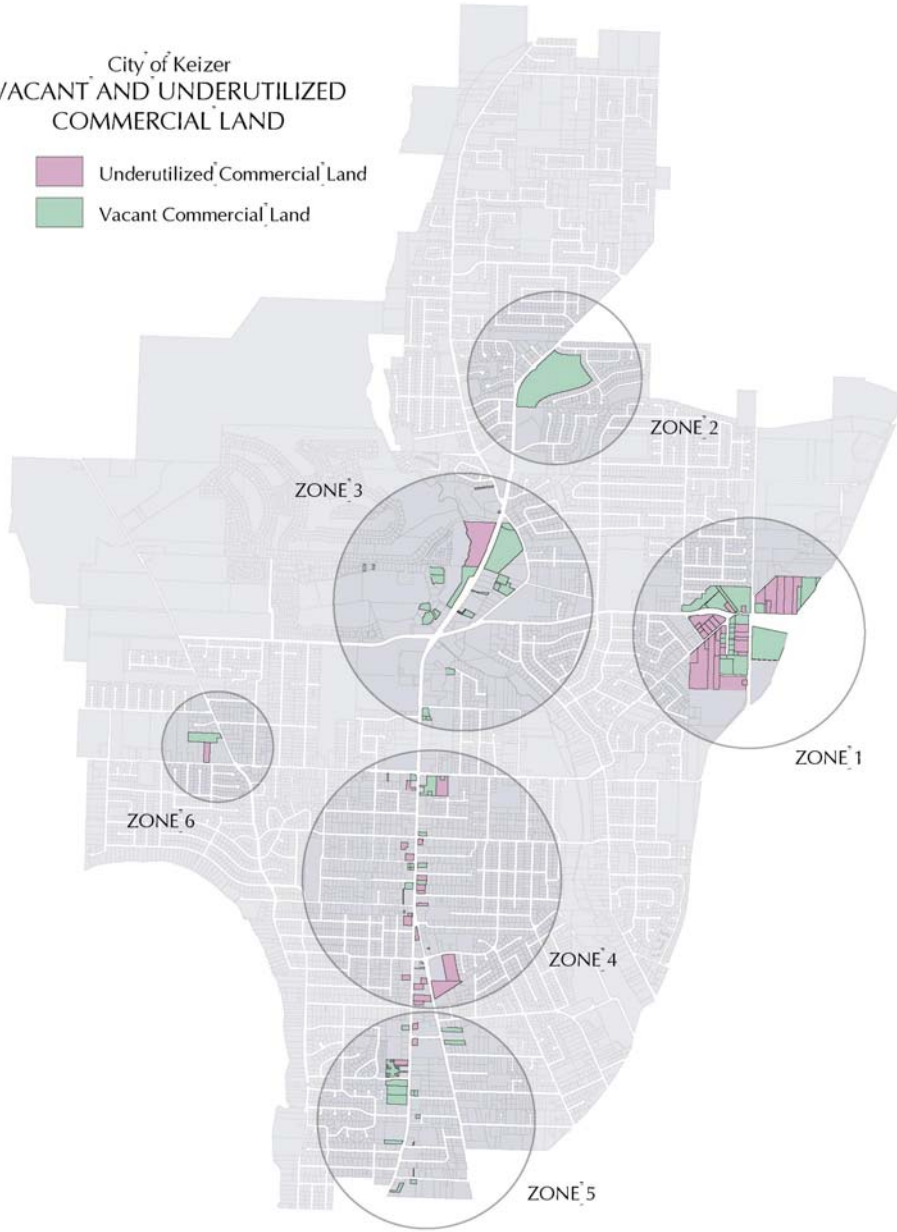 City of Keizer
VACANT AND UNDERUTILIZED
COMMERCIAL LAND
Underutilized Commercial Land
Vacant Commercial Land
ZONE 2
ZONE 3
ZONE 1
ZONE 6
ZONE 4
ZONE 5